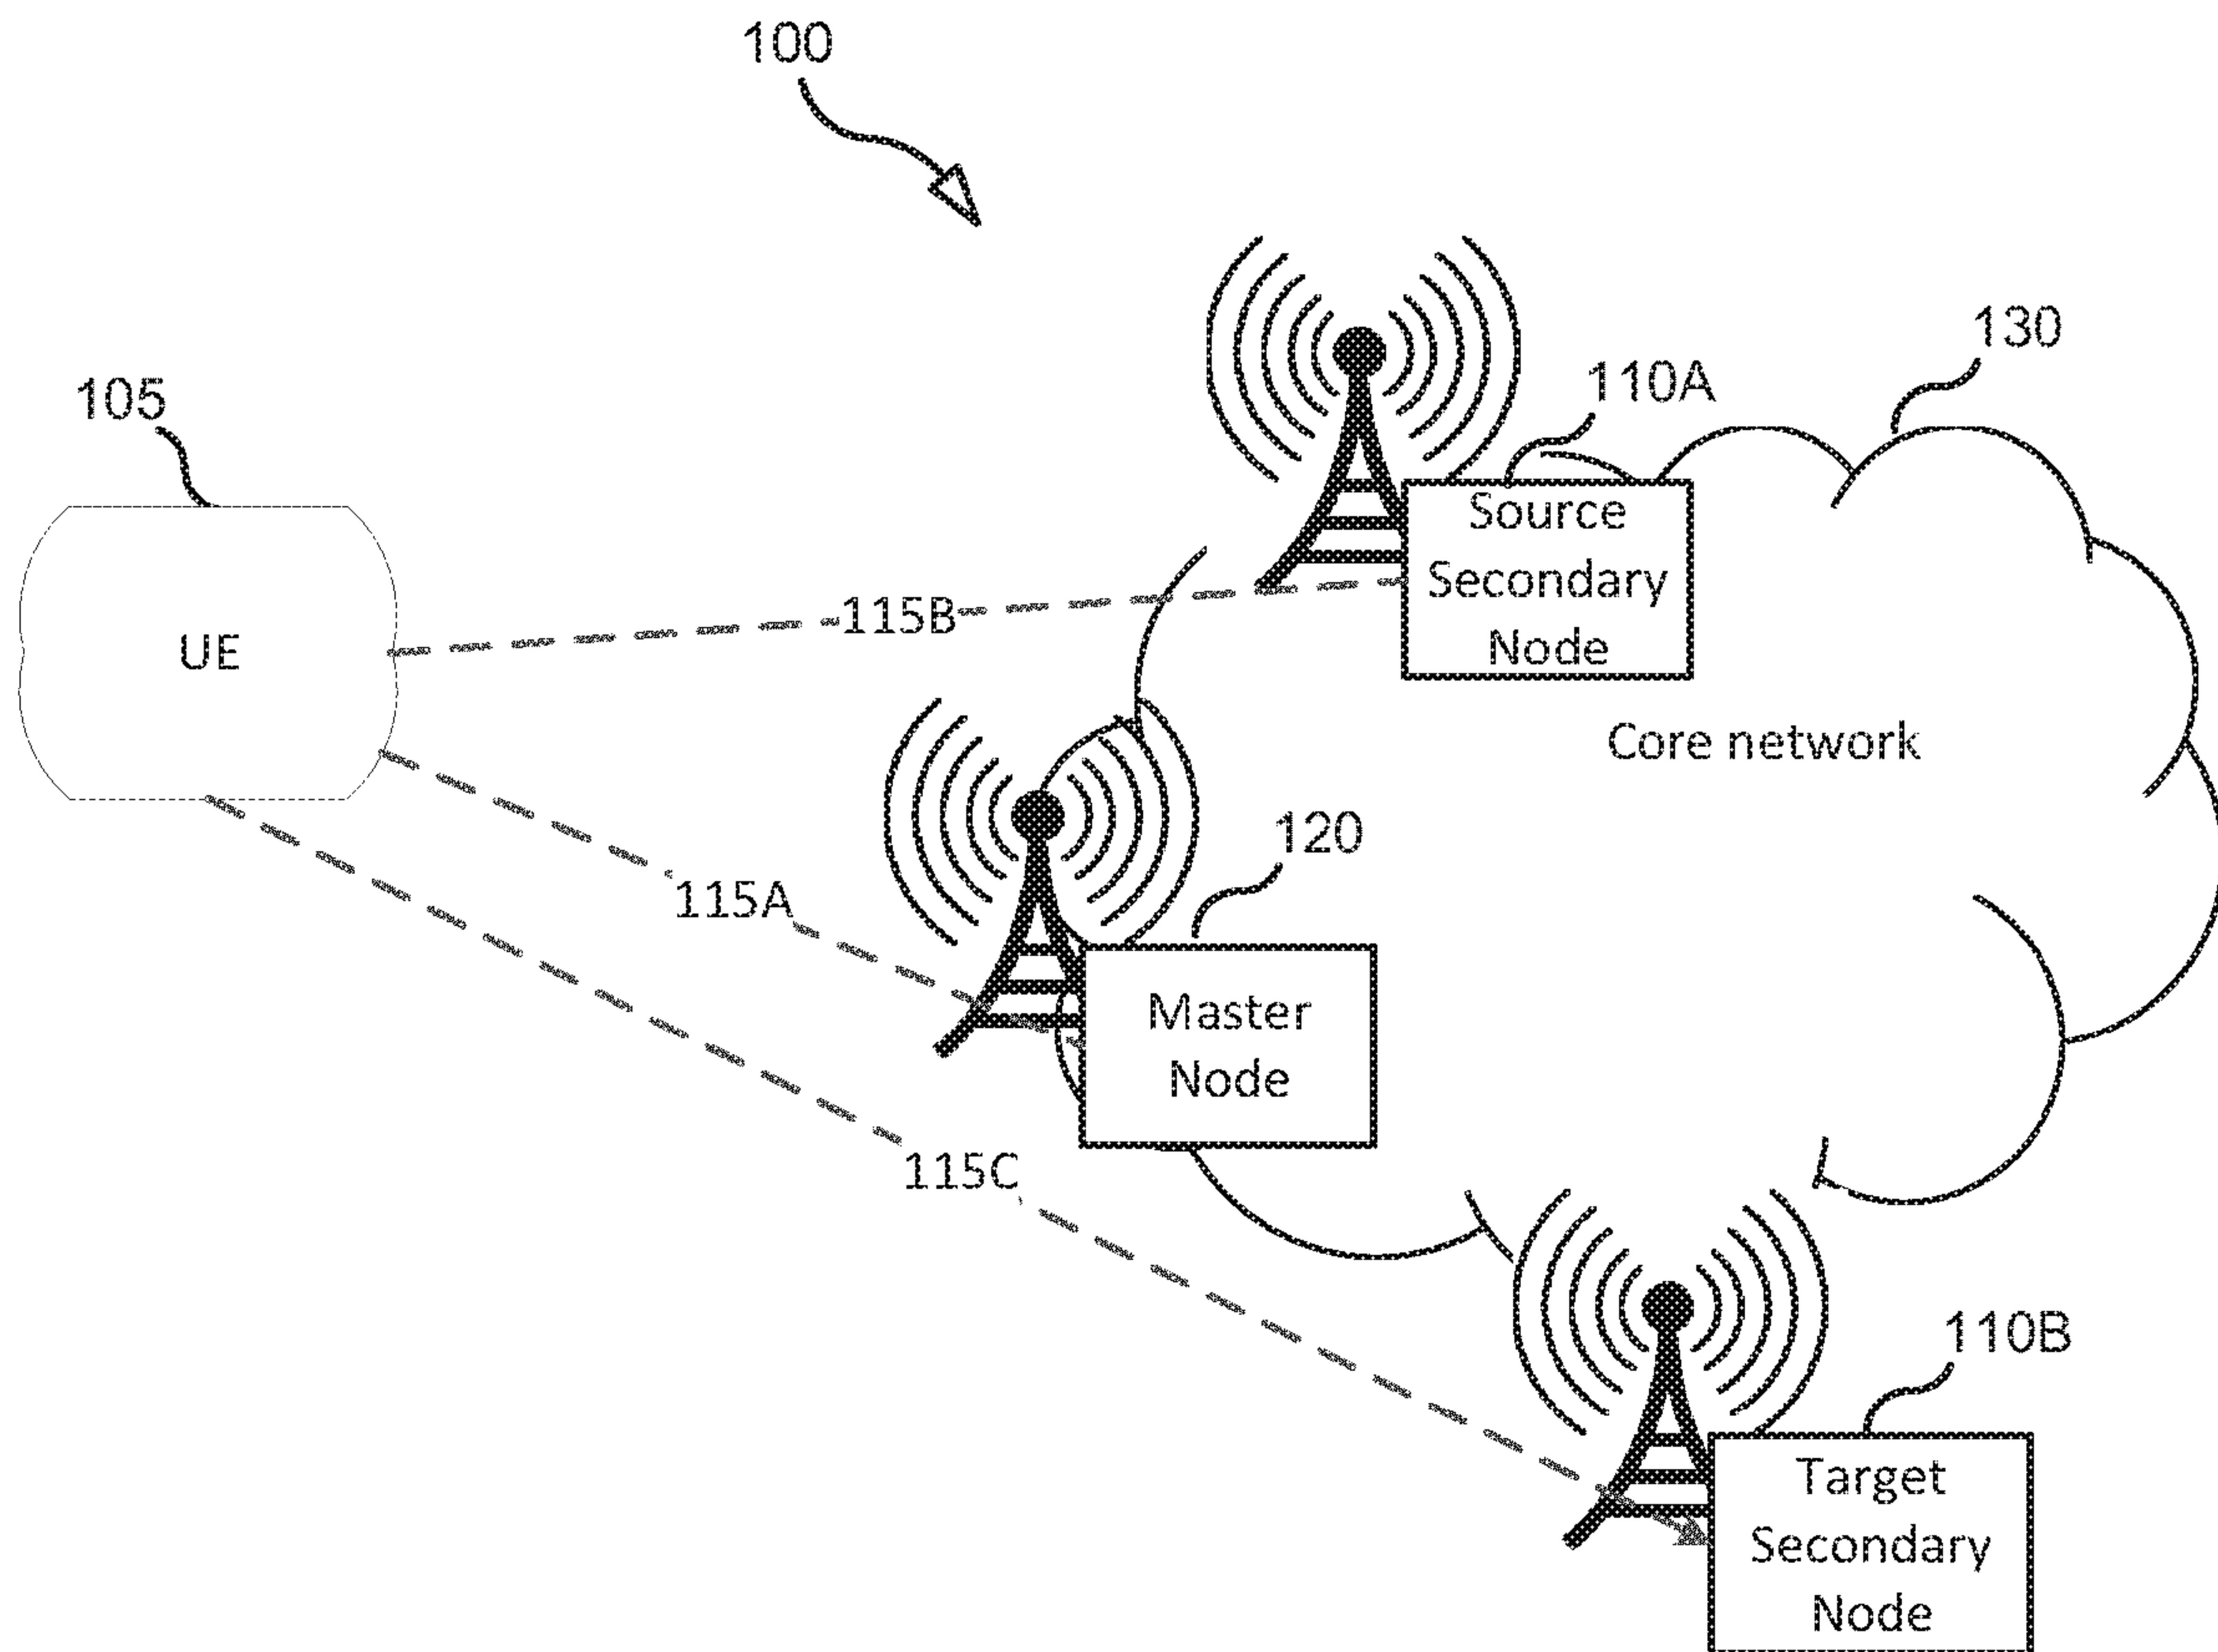 100
130
110A
105
Source
Secondary
Node
115B
UE
Core network
120
115A
Master
Node
115C
110B
Target
Secondary
Node